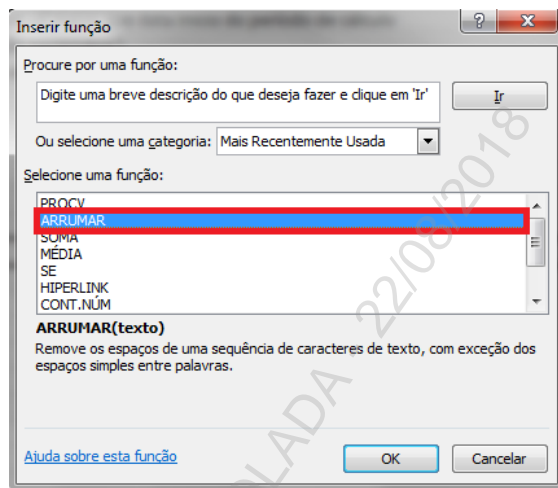 Inserir função
Procure por uma função:
Digite uma breve descrição do que deseja fazer e clique em 'Ir'
Ir
Ou selecione uma categoria: Mais Recentemente Usada
Selecione uma função:
PROCV
ARRUMAR
SOMA
MÉDIA
SE
HIPERLINK
CONT.NÚM
ARRUMAR(texto)
Remove os espaços de uma sequência de caracteres de texto, com exceção dos
espaços simples entre palavras.
Ajuda sobre esta função
OK
Cancelar
OLADA - 22/08/2018